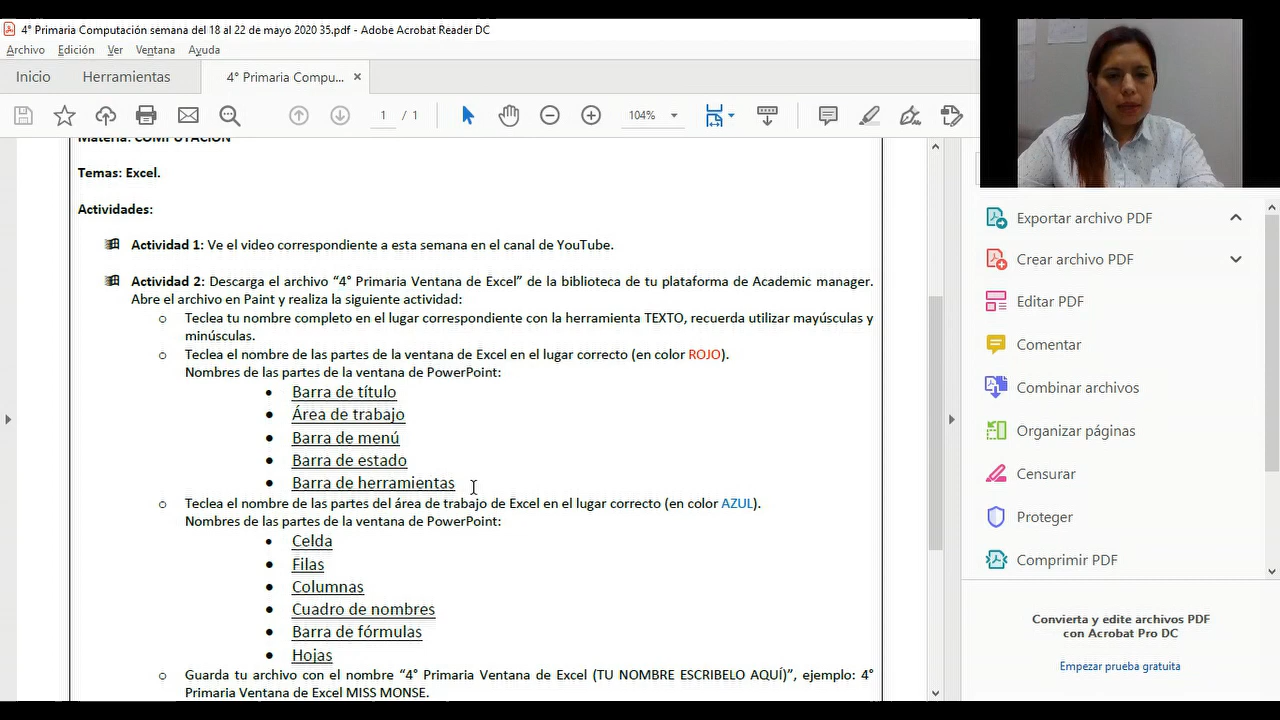 4° Primaria Computación semana del 18 al 22 de mayo 2020 35.pdf - Adobe Acrobat Reader DC
Archivo Edición Ver Ventana Ayuda
Inicio Herramientas 4° Primaria Compu... ×
1 / 1 104%
Materia: COMPUTACIÓN
Temas: Excel.
Actividades:
Actividad 1: Ve el video correspondiente a esta semana en el canal de YouTube.
Actividad 2: Descarga el archivo “4° Primaria Ventana de Excel” de la biblioteca de tu plataforma de Academic manager.
Abre el archivo en Paint y realiza la siguiente actividad:
o Teclea tu nombre completo en el lugar correspondiente con la herramienta TEXTO, recuerda utilizar mayúsculas y
minúsculas.
o Teclea el nombre de las partes de la ventana de Excel en el lugar correcto (en color ROJO).
Nombres de las partes de la ventana de PowerPoint:
• Barra de título
• Área de trabajo
• Barra de menú
• Barra de estado
• Barra de herramientas
o Teclea el nombre de las partes del área de trabajo de Excel en el lugar correcto (en color AZUL).
Nombres de las partes de la ventana de PowerPoint:
• Celda
• Filas
• Columnas
• Cuadro de nombres
• Barra de fórmulas
• Hojas
o Guarda tu archivo con el nombre “4° Primaria Ventana de Excel (TU NOMBRE ESCRIBELO AQUÍ)”, ejemplo: 4°
Primaria Ventana de Excel MISS MONSE.
Exportar archivo PDF
Crear archivo PDF
Editar PDF
Comentar
Combinar archivos
Organizar páginas
Censurar
Proteger
Comprimir PDF
Convierta y edite archivos PDF
con Acrobat Pro DC
Empezar prueba gratuita